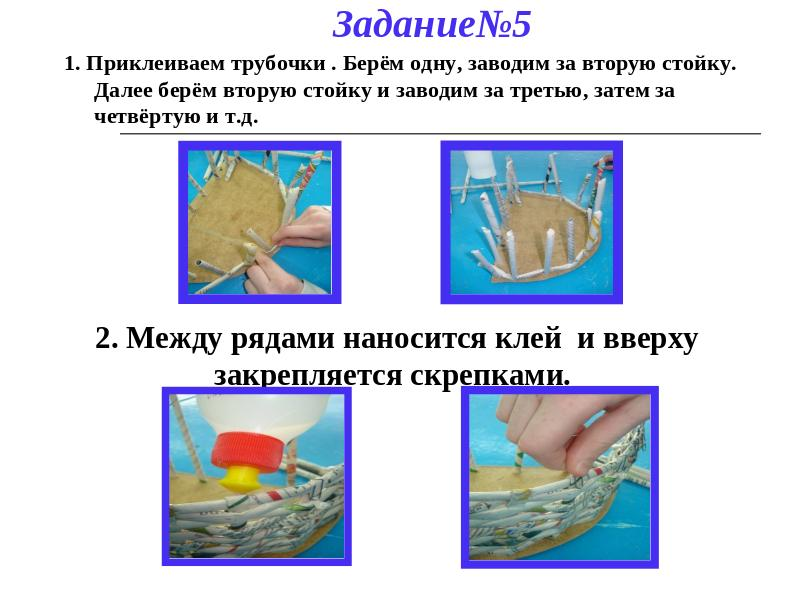 Задание№5
1. Приклеиваем трубочки . Берём одну, заводим за вторую стойку.
Далее берём вторую стойку и заводим за третью, затем за
четвёртую и т.д.
2. Между рядами наносится клей  и вверху
закрепляется скрепками.